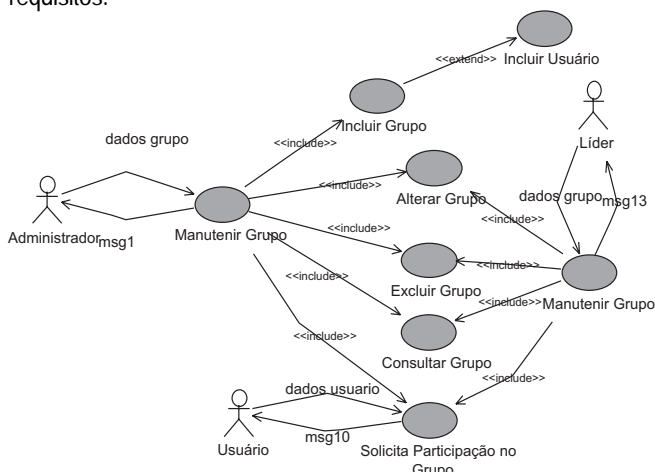 requisitos:
<<extend>>
Incluir Usuário
Incluir Grupo
Líder
dados grupo
<<include>>
<<include>>
Alterar Grupo
dados grupo
msg13
<<include>>
Administrador
msg1
Manutenir Grupo
<<include>>
<<include>>
Excluir Grupo
<<include>>
<<include>>
Manutenir Grupo
<<include>>
Consultar Grupo
<<include>>
dados usuario
msg10
Usuário
Solicita Participação no
Grupo